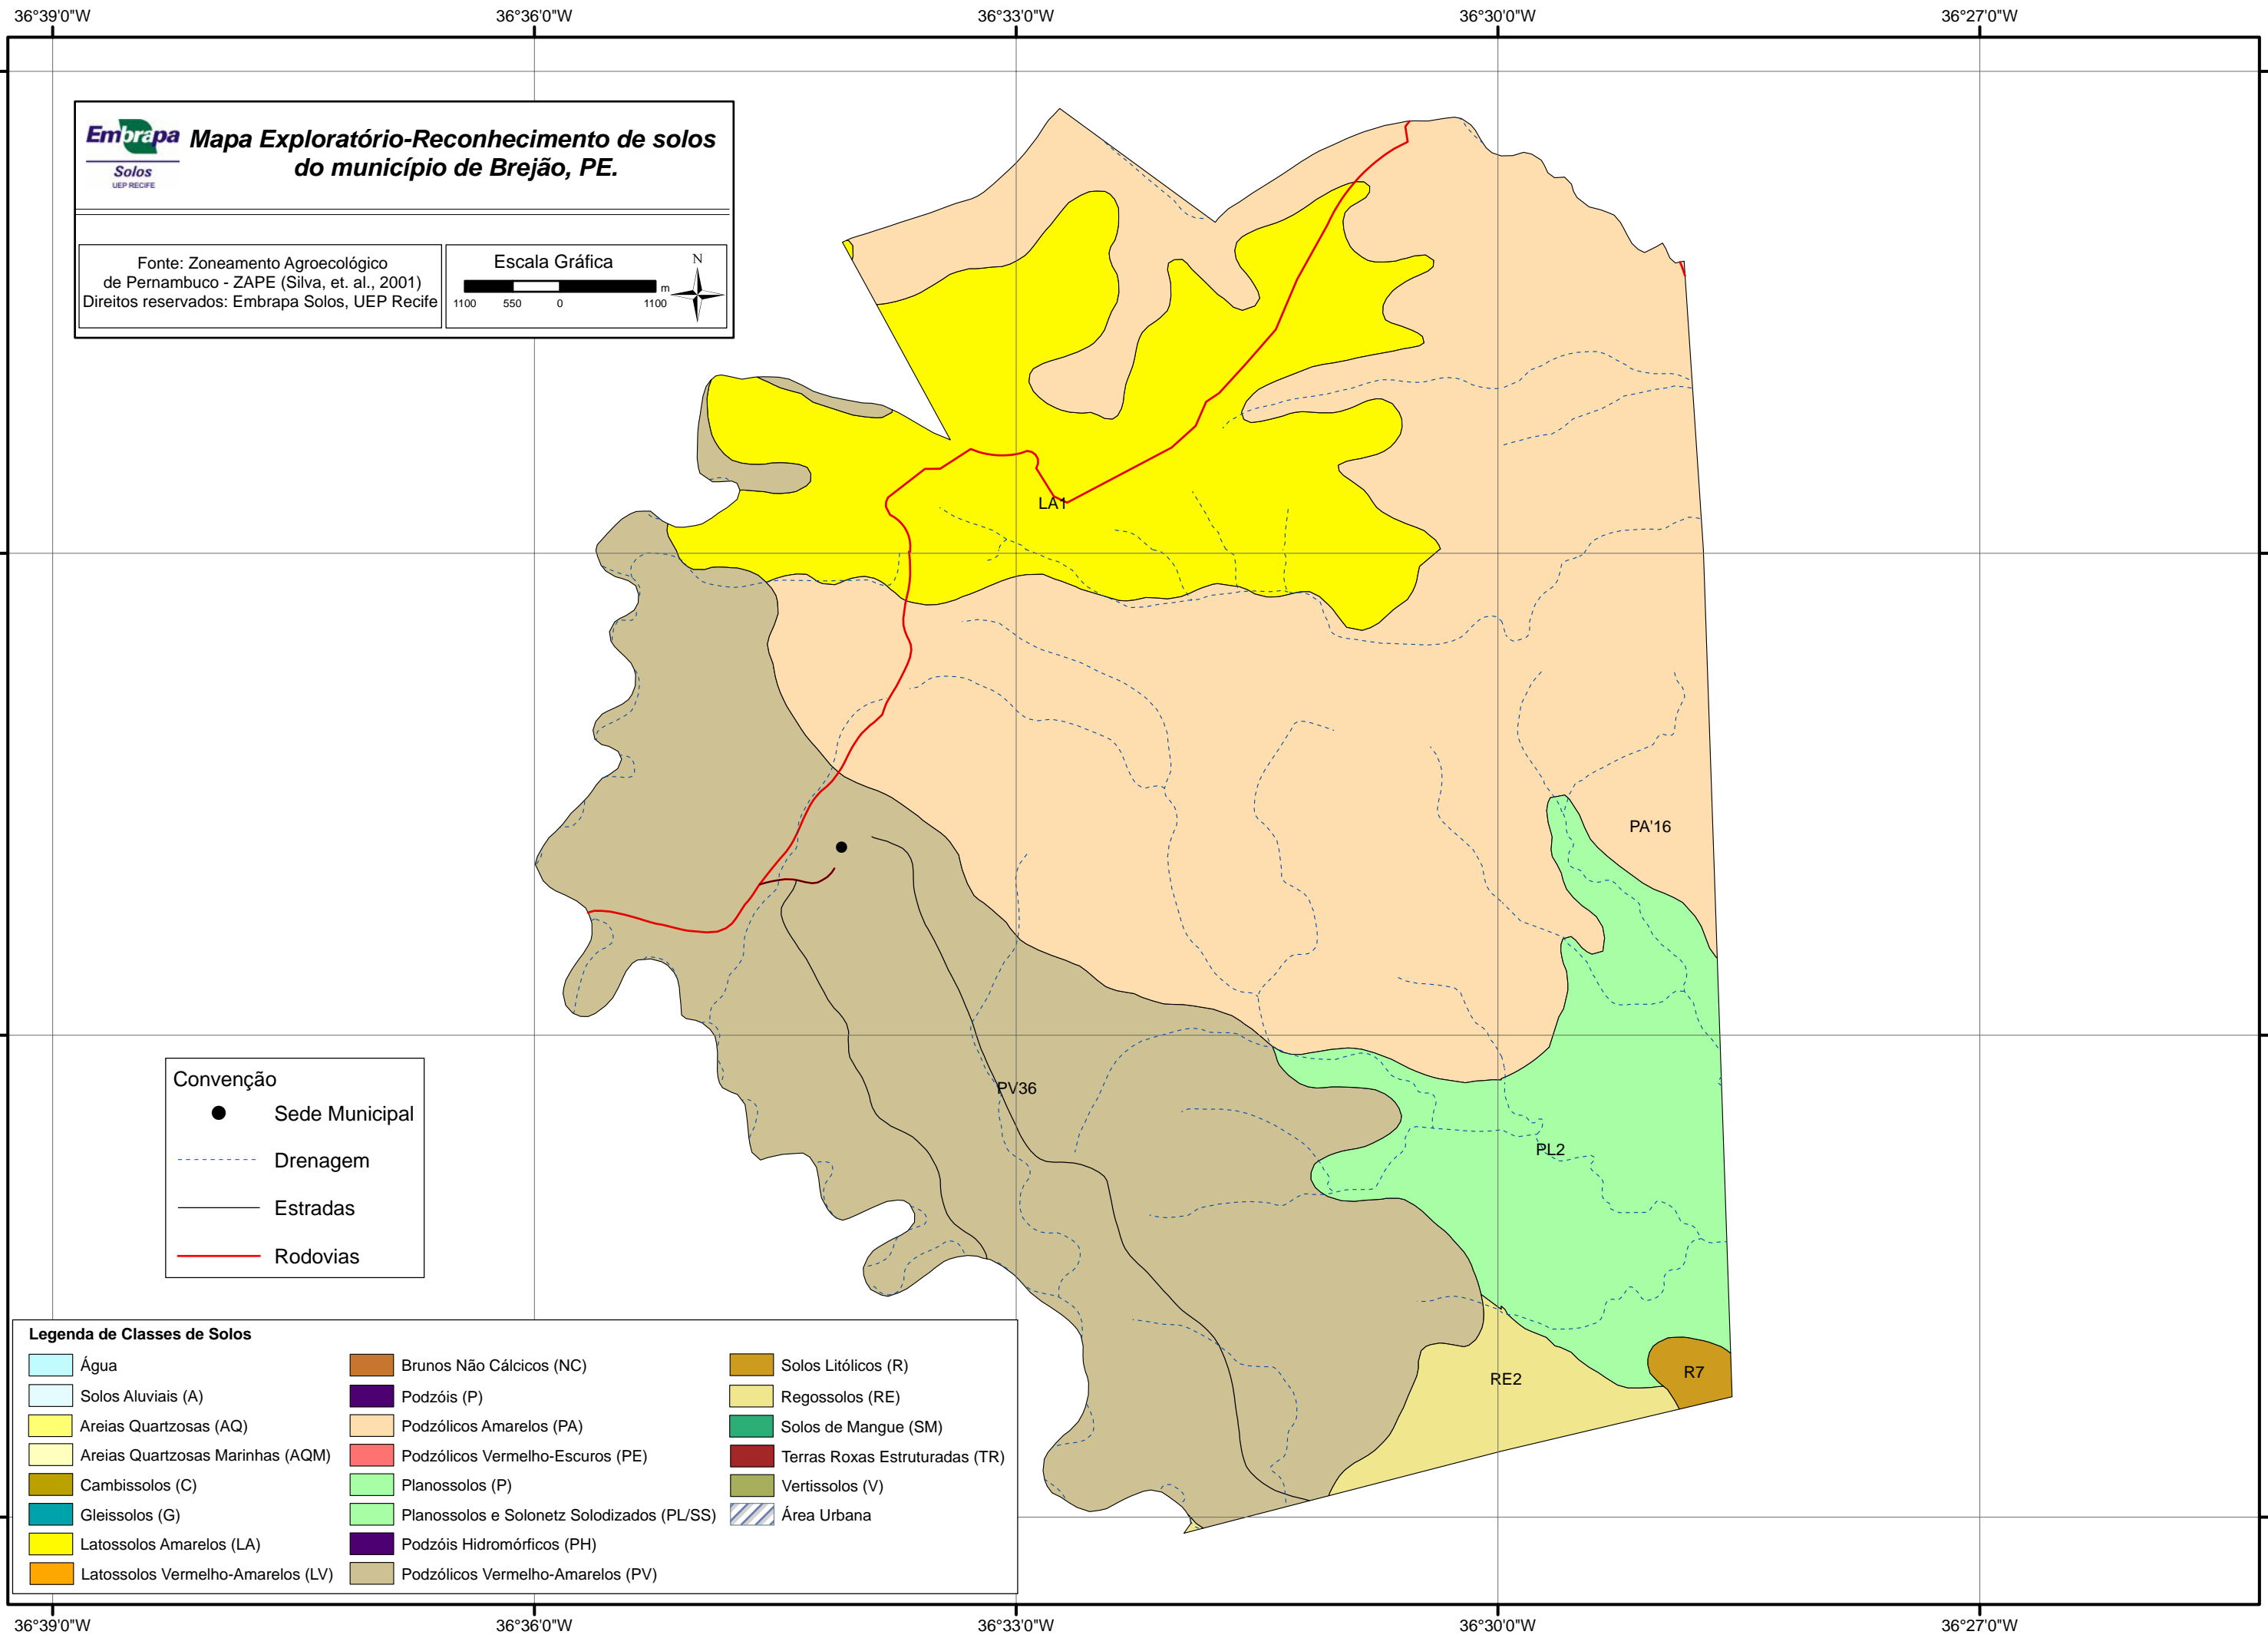 36°39'0"W
36°36'0"W
36°33'0"W
36°30'0"W
36°27'0"W
Embrapa
Solos
UEP RECIFE
Mapa Exploratório-Reconhecimento de solos
do município de Brejão, PE.
Fonte: Zoneamento Agroecológico
de Pernambuco - ZAPE (Silva, et. al., 2001)
Direitos reservados: Embrapa Solos, UEP Recife
Escala Gráfica
N
m
1100 550 0 1100
LA1
PA'16
PV36
PL2
RE2
R7
Convenção
Sede Municipal
Drenagem
Estradas
Rodovias
Legenda de Classes de Solos
Água
Solos Aluviais (A)
Areias Quartzosas (AQ)
Areias Quartzosas Marinhas (AQM)
Cambissolos (C)
Gleissolos (G)
Latossolos Amarelos (LA)
Latossolos Vermelho-Amarelos (LV)
Brunos Não Cálcicos (NC)
Podzóis (P)
Podzólicos Amarelos (PA)
Podzólicos Vermelho-Escuros (PE)
Planossolos (P)
Planossolos e Solonetz Solodizados (PL/SS)
Podzóis Hidromórficos (PH)
Podzólicos Vermelho-Amarelos (PV)
Solos Litólicos (R)
Regossolos (RE)
Solos de Mangue (SM)
Terras Roxas Estruturadas (TR)
Vertissolos (V)
Área Urbana
36°39'0"W
36°36'0"W
36°33'0"W
36°30'0"W
36°27'0"W